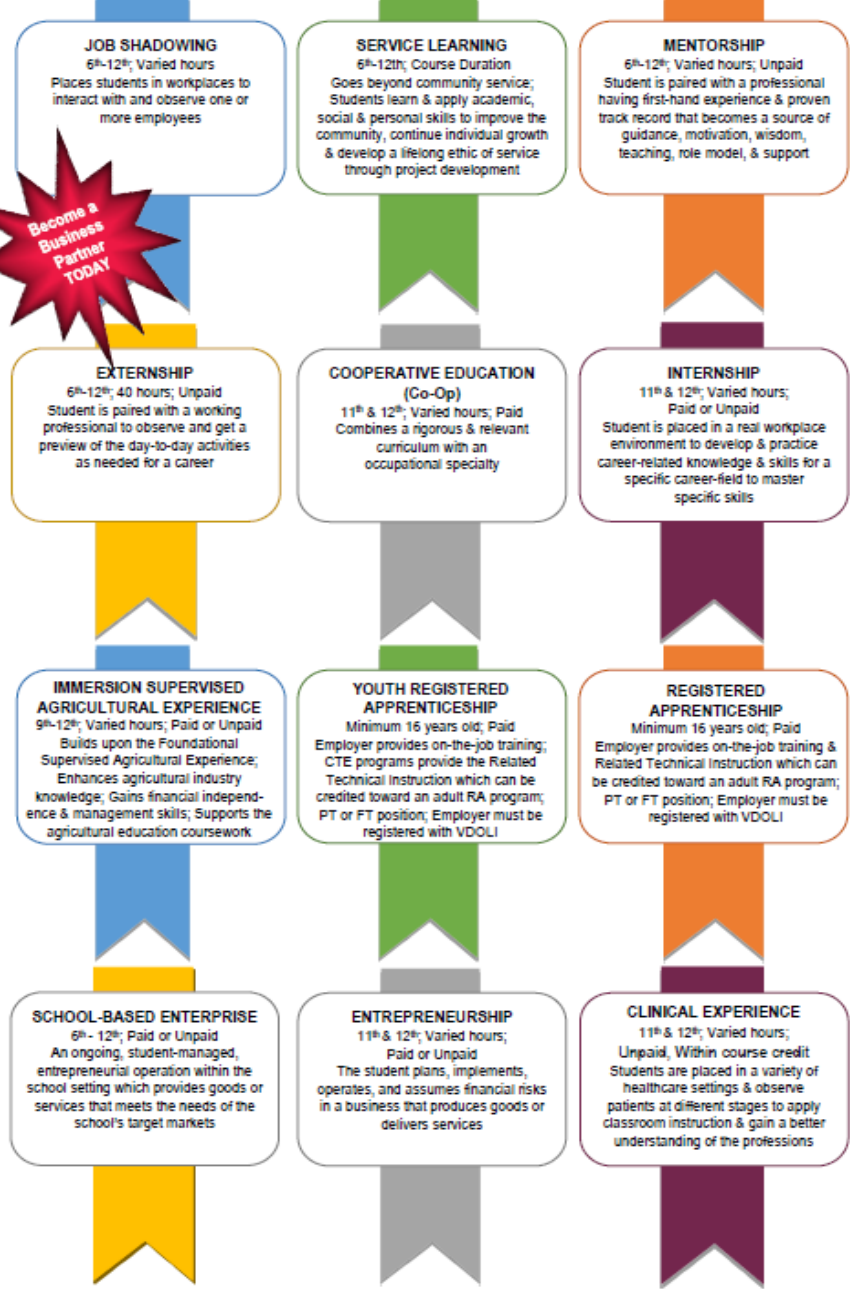 JOB SHADOWING
6th-12th; Varied hours
Places students in workplaces to
interact with and observe one or
more employees
SERVICE LEARNING
6th-12th; Course Duration
Goes beyond community service;
Students learn & apply academic,
social & personal skills to improve the
community, continue individual growth
& develop a lifelong ethic of service
through project development
MENTORSHIP
6th-12th; Varied hours; Unpaid
Student is paired with a professional
having first-hand experience & proven
track record that becomes a source of
guidance, motivation, wisdom,
teaching, role model, & support
Become a
Business
Partner
TODAY
EXTERNSHIP
6th-12th; 40 hours; Unpaid
Student is paired with a working
professional to observe and get a
preview of the day-to-day activities
as needed for a career
COOPERATIVE EDUCATION
(Co-Op)
11th & 12th; Varied hours; Paid
Combines a rigorous & relevant
curriculum with an
occupational specialty
INTERNSHIP
11th & 12th; Varied hours;
Paid or Unpaid
Student is placed in a real workplace
environment to develop & practice
career-related knowledge & skills for a
specific career-field to master
specific skills
IMMERSION SUPERVISED
AGRICULTURAL EXPERIENCE
9th-12th; Varied hours; Paid or Unpaid
Builds upon the Foundational
Supervised Agricultural Experience;
Enhances agricultural industry
knowledge; Gains financial independ-
ence & management skills; Supports the
agricultural education coursework
YOUTH REGISTERED
APPRENTICESHIP
Minimum 16 years old; Paid
Employer provides on-the-job training;
CTE programs provide the Related
Technical Instruction which can be
credited toward an adult RA program;
PT or FT position; Employer must be
registered with VDOLI
REGISTERED
APPRENTICESHIP
Minimum 16 years old; Paid
Employer provides on-the-job training &
Related Technical Instruction which can
be credited toward an adult RA program;
PT or FT position; Employer must be
registered with VDOLI
SCHOOL-BASED ENTERPRISE
6th - 12th; Paid or Unpaid
An ongoing, student-managed,
entrepreneurial operation within the
school setting which provides goods or
services that meets the needs of the
school's target markets
ENTREPRENEURSHIP
11th & 12th; Varied hours;
Paid or Unpaid
The student plans, implements,
operates, and assumes financial risks
in a business that produces goods or
delivers services
CLINICAL EXPERIENCE
11th & 12th; Varied hours;
Unpaid, Within course credit
Students are placed in a variety of
healthcare settings & observe
patients at different stages to apply
classroom instruction & gain a better
understanding of the professions